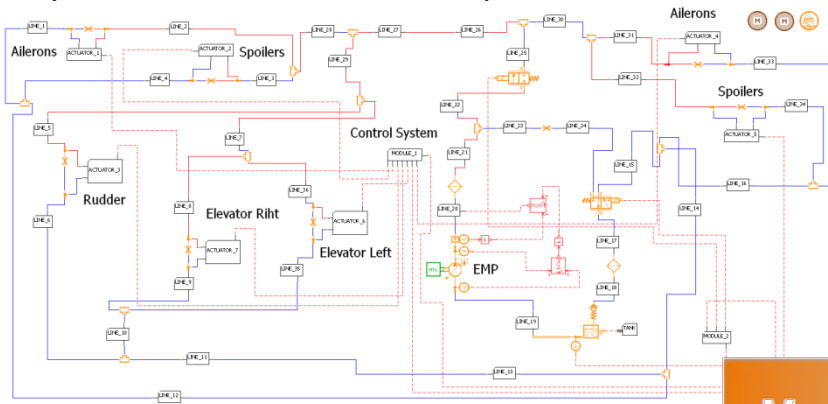 LINE_1
LINE_2
Ailerons
ACTUATOR_1
ACTUATOR_2
Spoilers
LINE_4
LINE_3
LINE_28
LINE_27
LINE_26
LINE_29
LINE_30
LINE_25
LINE_31
LINE_32
Ailerons
ACTUATOR_4
LINE_33
M
M
Spoilers
LINE_34
ACTUATOR_5
LINE_5
LINE_7
Control System
MODULE_1
LINE_22
LINE_23
LINE_24
LINE_21
LINE_15
LINE_16
ACTUATOR_3
Rudder
LINE_6
LINE_8
LINE_36
ACTUATOR_6
Elevator Riht
ACTUATOR_7
Elevator Left
LINE_9
LINE_35
LINE_20
LINE_14
LINE_17
EMP
LINE_18
LINE_19
TANK
MODULE_2
LINE_10
LINE_11
LINE_13
LINE_12